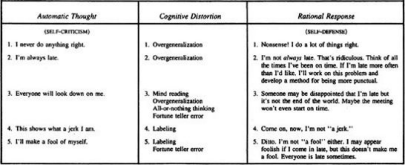 Automatic Thought Cognitive Distortion Rational Response
(SELF-CRITICISM) (SELF-DEFENSE)
1. I never do anything right. 1. Overgeneralization 1. Nonsense! I do a lot of things right.
2. I'm always late. 2. Overgeneralization 2. I'm not always late. That's ridiculous. Think of all
the times I've been on time. If I'm late more often
than I'd like, I'll work on this problem and
develop a method for being more punctual.
3. Everyone will look down on me. 3. Mind reading 3. Someone may be disappointed that I'm late but
Overgeneralization it's not the end of the world. Maybe the meeting
All-or-nothing thinking won't even start on time.
Fortune teller error
4. This shows what a jerk I am. 4. Labeling 4. Come on, now, I'm not "a jerk."
5. I'll make a fool of myself. 5. Labeling 5. Ditto. I'm not "a fool" either. I may appear
Fortune teller error foolish if I come in late, but this doesn't make me
a fool. Everyone is late sometimes.